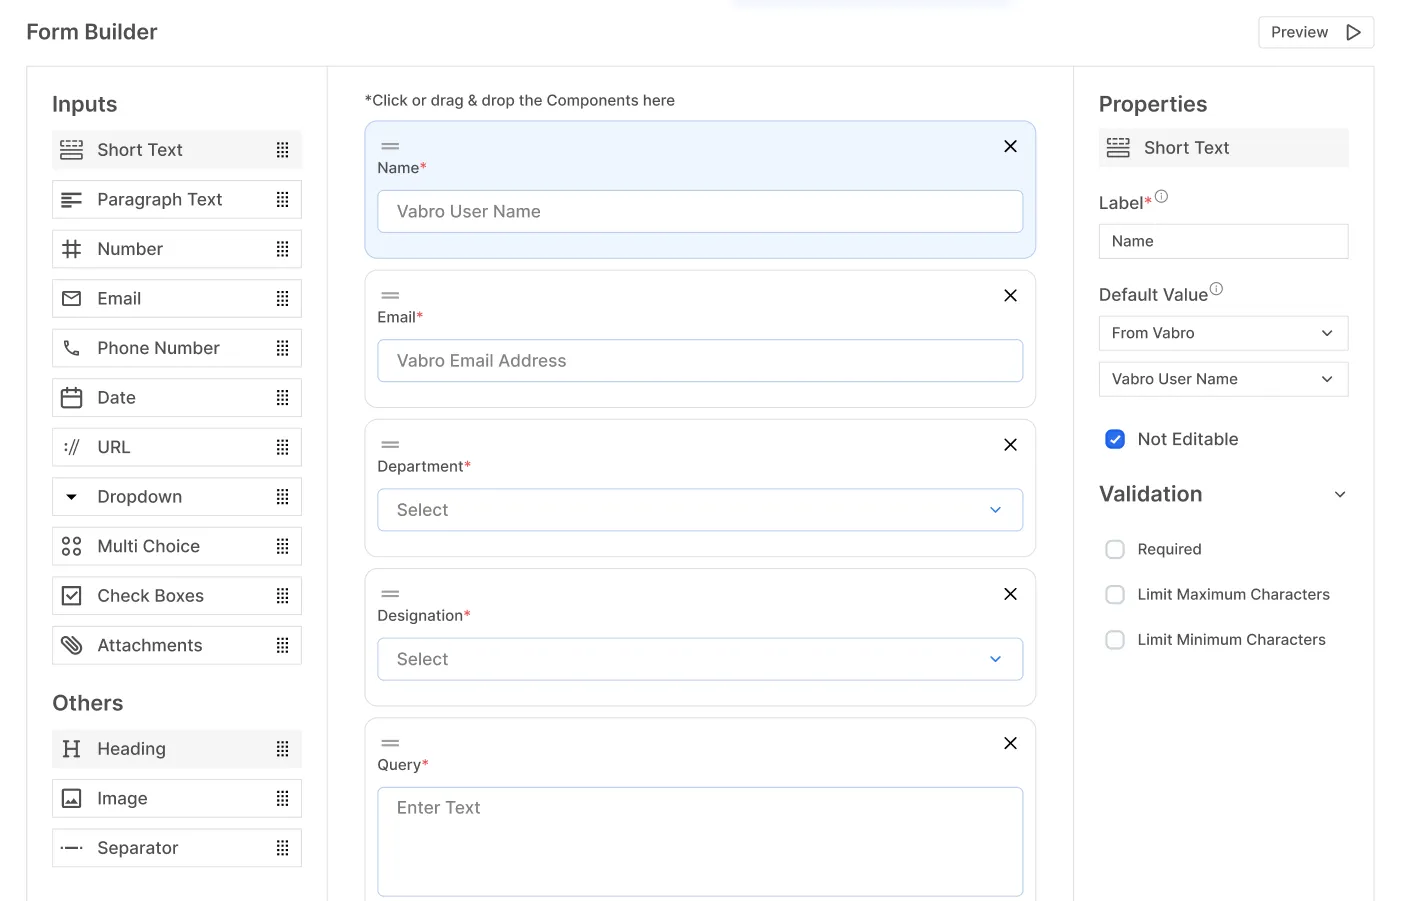 Form Builder
Preview
Inputs
Short Text
Paragraph Text
Number
Email
Phone Number
Date
URL
Dropdown
Multi Choice
Check Boxes
Attachments
Others
Heading
Image
Separator
*Click or drag & drop the Components here
Name*
Vabro User Name
Email*
Vabro Email Address
Department*
Select
Designation*
Select
Query*
Enter Text
Properties
Short Text
Label*
Name
Default Value
From Vabro
Vabro User Name
Not Editable
Validation
Required
Limit Maximum Characters
Limit Minimum Characters